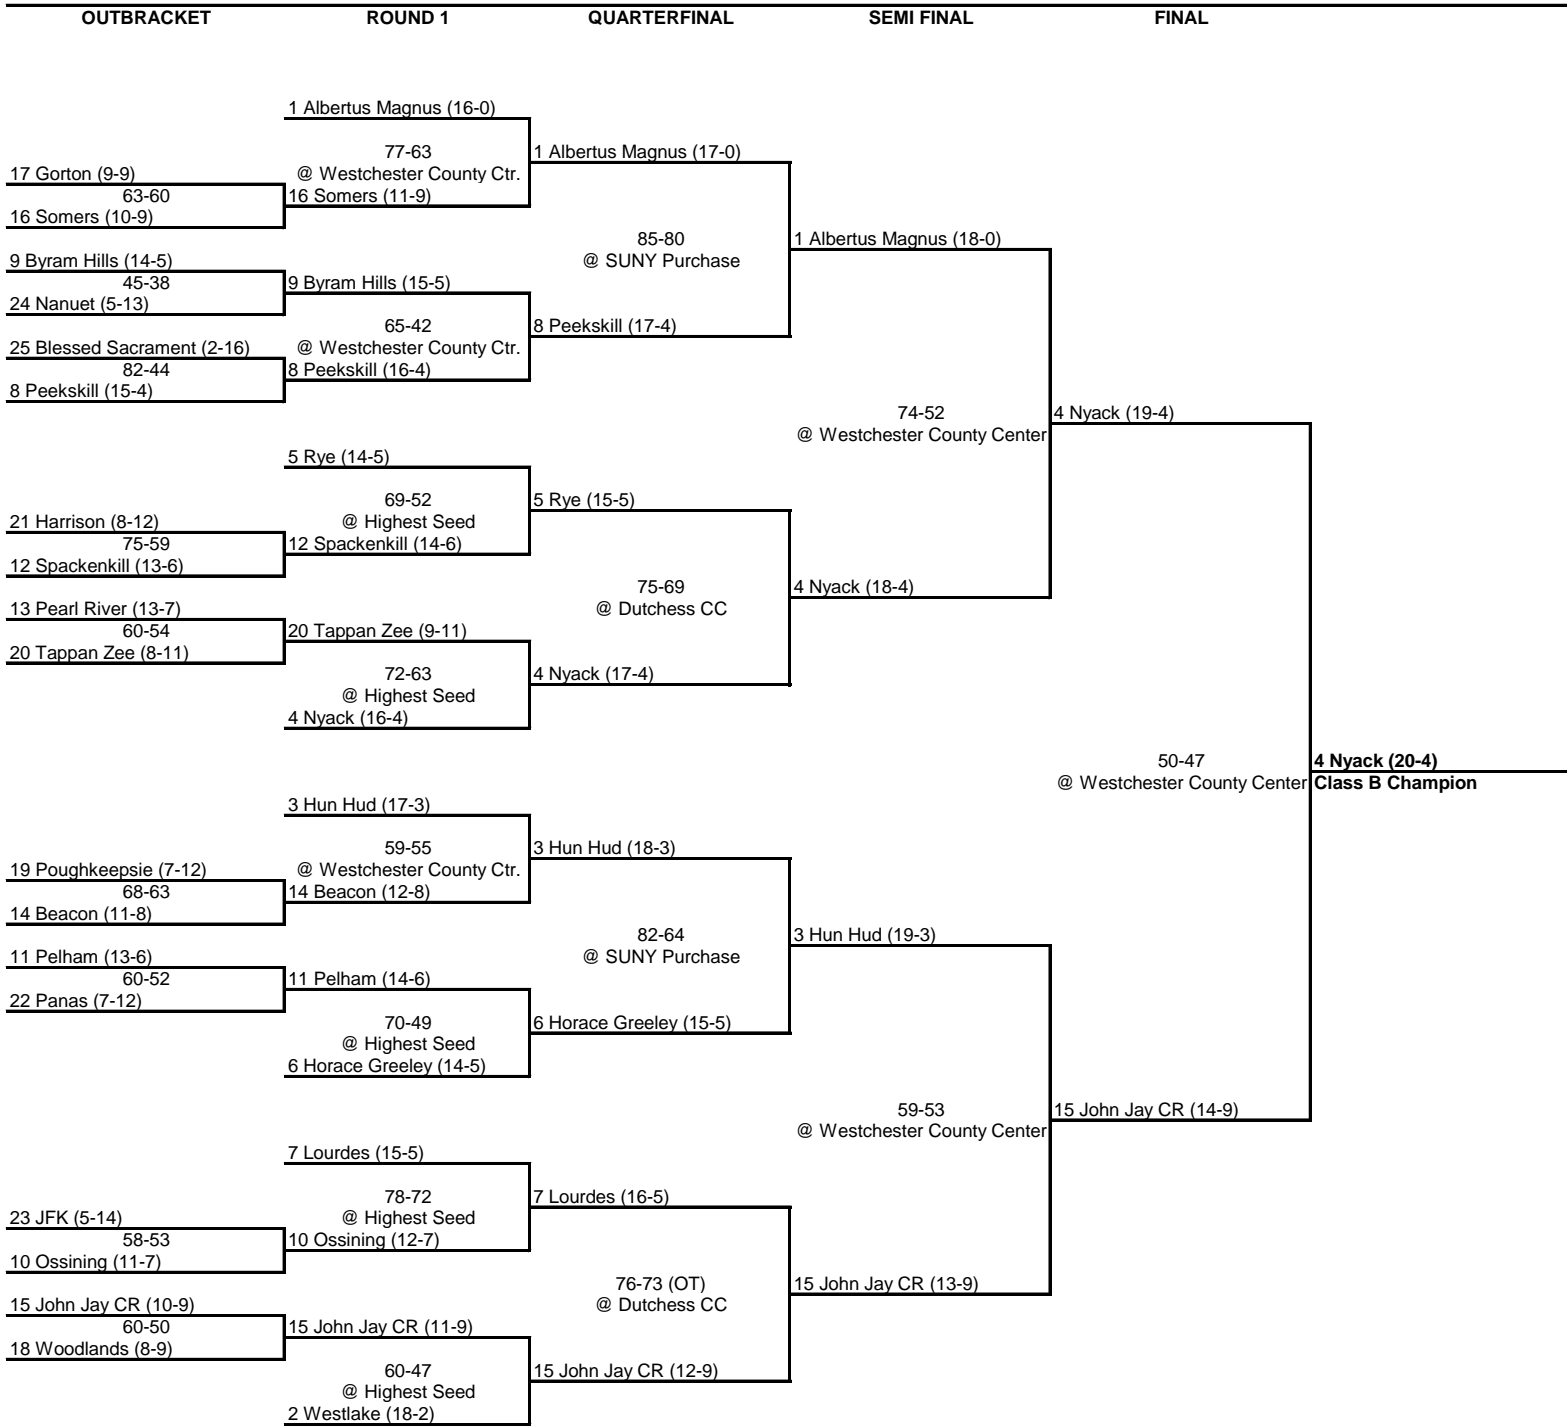 OUTBRACKET ROUND 1 QUARTERFINAL SEMI FINAL FINAL
1 Albertus Magnus (16-0)
77-63
@ Westchester County Ctr.
1 Albertus Magnus (17-0)
17 Gorton (9-9)
63-60
16 Somers (10-9)
16 Somers (11-9)
85-80
@ SUNY Purchase
1 Albertus Magnus (18-0)
9 Byram Hills (14-5)
45-38
24 Nanuet (5-13)
9 Byram Hills (15-5)
65-42
@ Westchester County Ctr.
8 Peekskill (17-4)
25 Blessed Sacrament (2-16)
82-44
8 Peekskill (15-4)
8 Peekskill (16-4)
74-52
@ Westchester County Center
4 Nyack (19-4)
5 Rye (14-5)
69-52
@ Highest Seed
5 Rye (15-5)
21 Harrison (8-12)
75-59
12 Spackenkill (13-6)
12 Spackenkill (14-6)
75-69
@ Dutchess CC
4 Nyack (18-4)
13 Pearl River (13-7)
60-54
20 Tappan Zee (8-11)
20 Tappan Zee (9-11)
72-63
@ Highest Seed
4 Nyack (17-4)
4 Nyack (16-4)
50-47
@ Westchester County Center
4 Nyack (20-4)
Class B Champion
3 Hun Hud (17-3)
59-55
@ Westchester County Ctr.
3 Hun Hud (18-3)
19 Poughkeepsie (7-12)
68-63
14 Beacon (11-8)
14 Beacon (12-8)
82-64
@ SUNY Purchase
3 Hun Hud (19-3)
11 Pelham (13-6)
60-52
22 Panas (7-12)
11 Pelham (14-6)
70-49
@ Highest Seed
6 Horace Greeley (15-5)
6 Horace Greeley (14-5)
59-53
@ Westchester County Center
15 John Jay CR (14-9)
7 Lourdes (15-5)
78-72
@ Highest Seed
7 Lourdes (16-5)
23 JFK (5-14)
58-53
10 Ossining (11-7)
10 Ossining (12-7)
76-73 (OT)
@ Dutchess CC
15 John Jay CR (13-9)
15 John Jay CR (10-9)
60-50
18 Woodlands (8-9)
15 John Jay CR (11-9)
60-47
@ Highest Seed
15 John Jay CR (12-9)
2 Westlake (18-2)